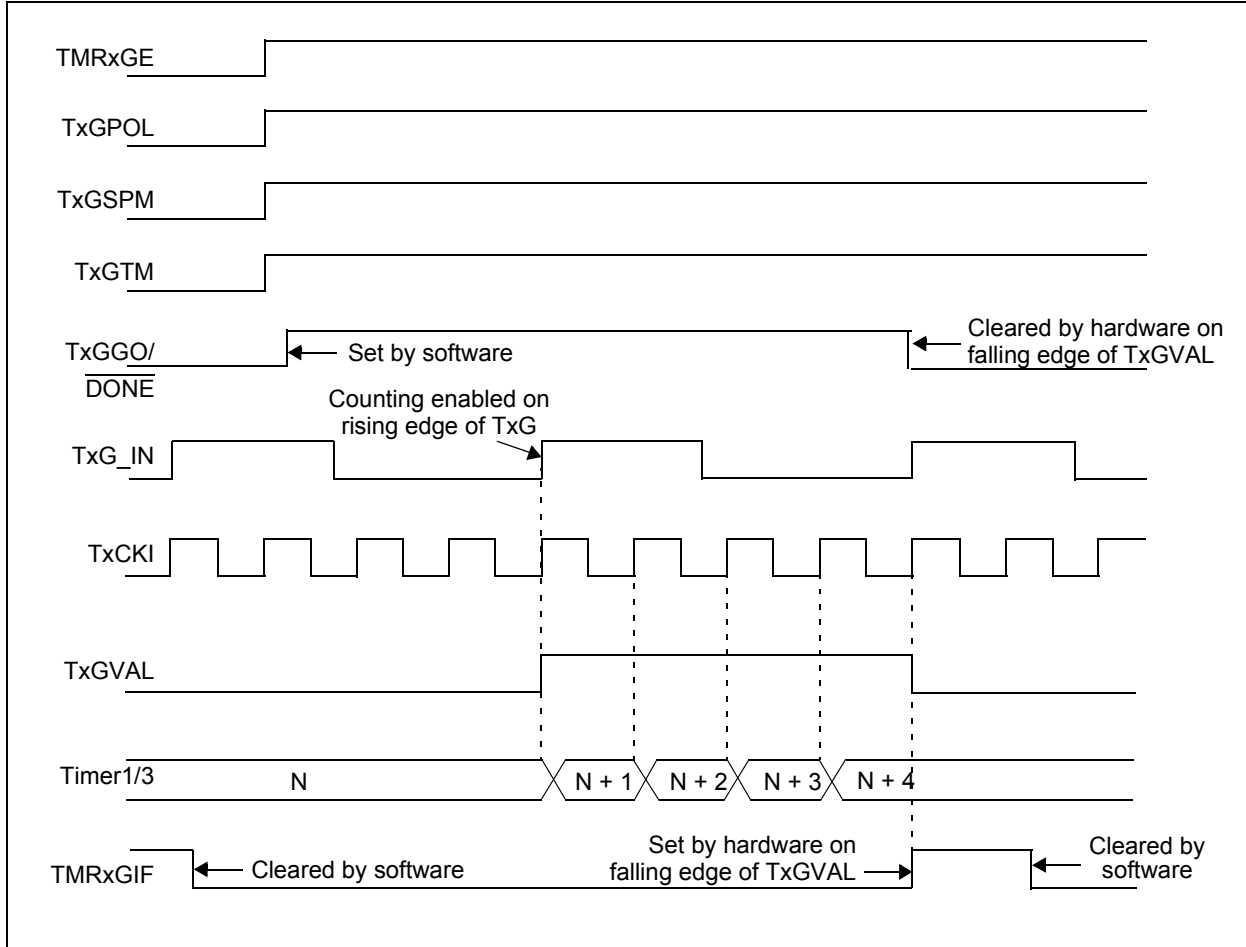 TMRxGE
TxGPOL
TxGSPM
TxGTM
TxGGO/
DONE
Set by software
Cleared by hardware on
falling edge of TxGVAL
Counting enabled on
rising edge of TxG
TxG_IN
TxCKI
TxGVAL
Timer1/3
N
N + 1
N + 2
N + 3
N + 4
TMRxGIF
Cleared by software
Set by hardware on
falling edge of TxGVAL
Cleared by
software